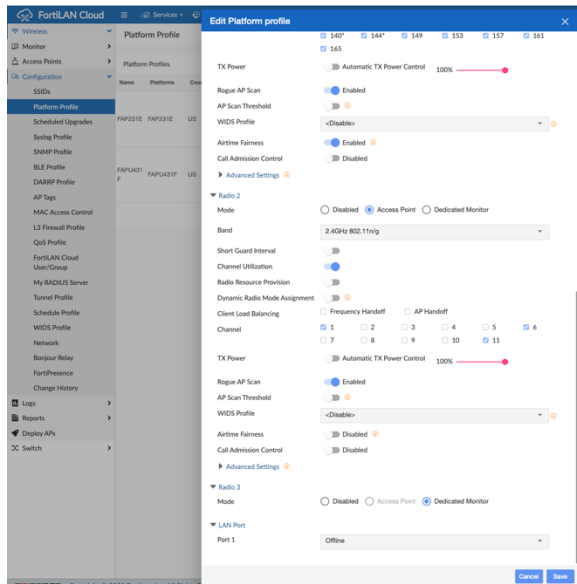 FortiLAN Cloud
Services
Edit Platform profile
Wireless
Monitor
Access Points
Configuration
SSIDs
Platform Profile
Scheduled Upgrades
Syslog Profile
SNMP Profile
BLE Profile
DARRP Profile
AP Tags
MAC Access Control
L3 Firewall Profile
QoS Profile
FortiLAN Cloud
User/Group
My RADIUS Server
Tunnel Profile
Schedule Profile
WIDS Profile
Network
Bonjour Relay
FortiPresence
Change History
Logs
Reports
Deploy APs
Switch
Platform Profile
Platform Profiles
Name Platforms
FAP231E FAP231E US
FAPU431
F FAPU431F US
140* 144* 149 153 157 161
165
TX Power Automatic TX Power Control 100%
Rogue AP Scan Enabled
AP Scan Threshold
WIDS Profile <Disable>
Airtime Fairness Enabled
Call Admission Control Disabled
Advanced Settings
Radio 2
Mode Disabled Access Point Dedicated Monitor
Band 2.4GHz 802.11n/g
Short Guard Interval
Channel Utilization
Radio Resource Provision
Dynamic Radio Mode Assignment
Client Load Balancing Frequency Handoff AP Handoff
Channel 1 2 3 4 5 6
7 8 9 10 11
TX Power Automatic TX Power Control 100%
Rogue AP Scan Enabled
AP Scan Threshold
WIDS Profile <Disable>
Airtime Fairness Disabled
Call Admission Control Disabled
Advanced Settings
Radio 3
Mode Disabled Access Point Dedicated Monitor
LAN Port
Port 1 Offline
Cancel Save